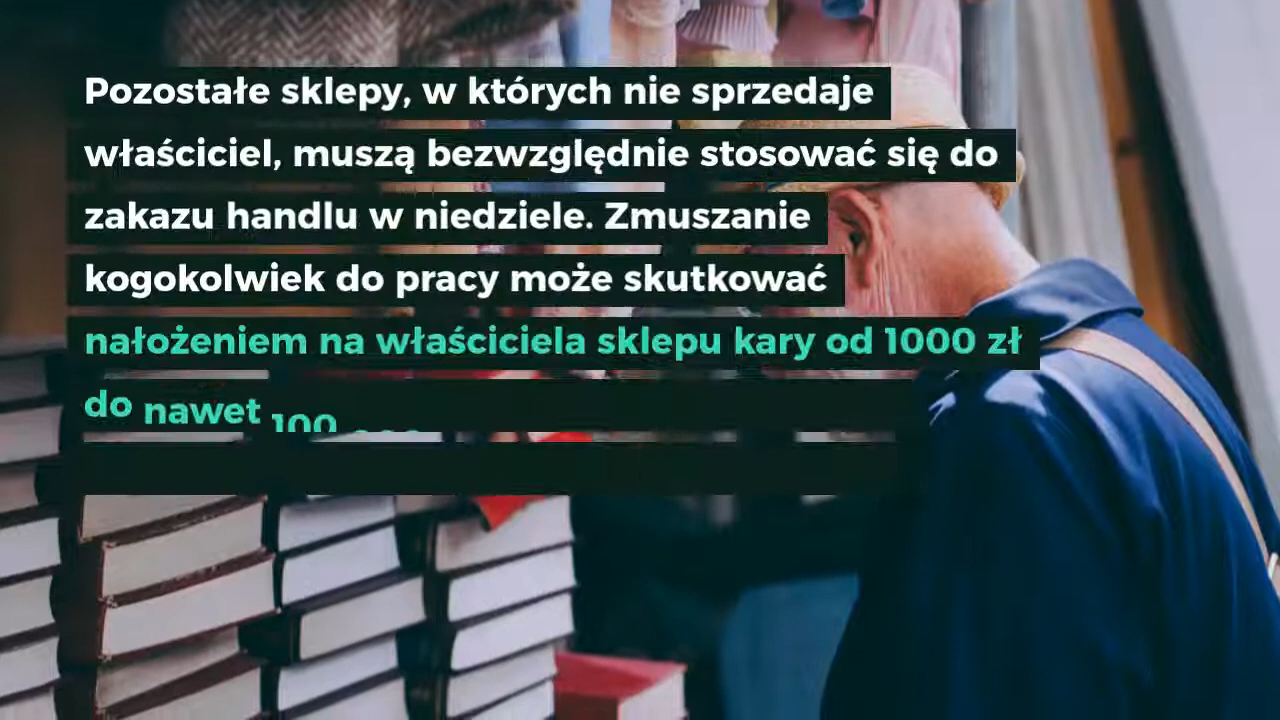 Pozostałe sklepy, w których nie sprzedaje
właściciel, muszą bezwzględnie stosować się do
zakazu handlu w niedziele. Zmuszanie
kogokolwiek do pracy może skutkować
nałożeniem na właściciela sklepu kary od 1000 zł
do nawet 100